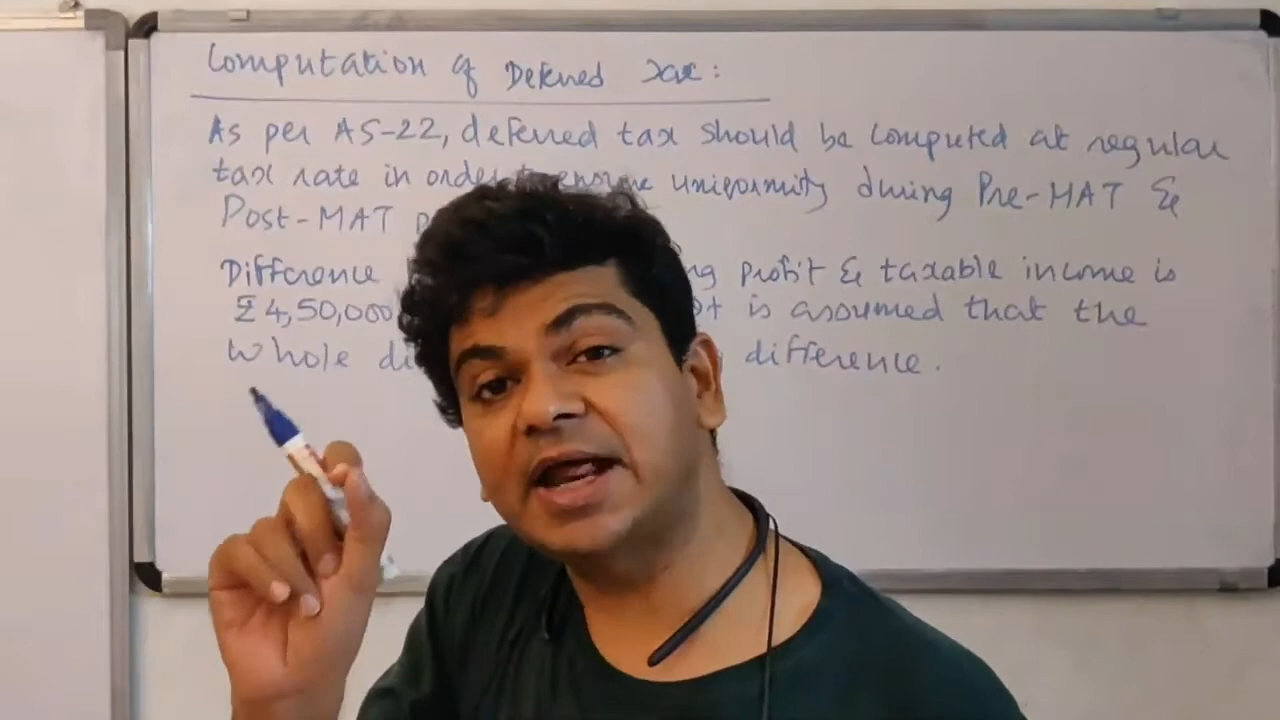 Computation of Deferred Tax:
As per AS-22, deferred tax should be computed at regular
tax rate in order to ensure uniformity during Pre-MAT &
Post-MAT
Difference profit & taxable income is
₹4,50,000 is assumed that the
whole difference.